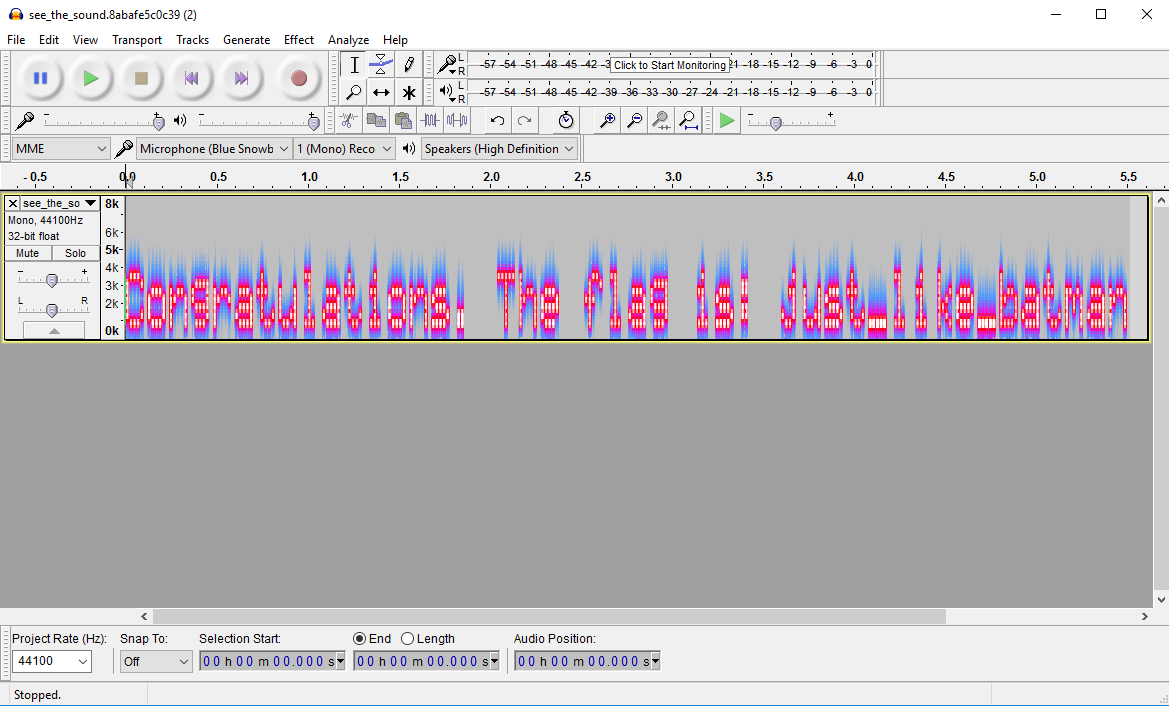 see_the_sound.8abafe5c0c39 (2)
File Edit View Transport Tracks Generate Effect Analyze Help
L
R
-57 -54 -51 -48 -45 -42 -3 Click to Start Monitoring 21 -18 -15 -12 -9 -6 -3 0
L
R
-57 -54 -51 -48 -45 -42 -39 -36 -33 -30 -27 -24 -21 -18 -15 -12 -9 -6 -3 0
- + - + - +
MME Microphone (Blue Snowb 1 (Mono) Reco Speakers (High Definition
-0.5 0.0 0.5 1.0 1.5 2.0 2.5 3.0 3.5 4.0 4.5 5.0 5.5
X see_the_so 8k
Mono, 44100Hz 6k
32-bit float 5k
Mute Solo 4k
- + 3k
L R 2k
0k
Congratulations! The flag is: just_like_batman
Project Rate (Hz): Snap To: Selection Start: End Length Audio Position:
44100 Off 00 h 00 m 00.000 s 00 h 00 m 00.000 s 00 h 00 m 00.000 s
Stopped.